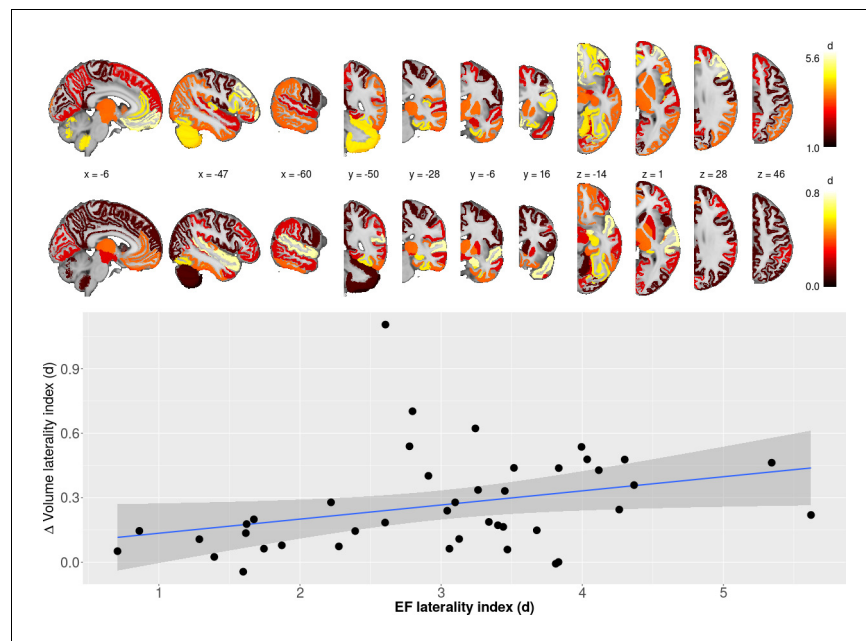 d
5.6
1.0
x = -6 x = -47 x = -60 y = -50 y = -28 y = -6 y = 16 z = -14 z = 1 z = 28 z = 46
d
0.8
0.0
0.9
0.6
0.3
0.0
Δ Volume laterality index (d)
1 2 3 4 5
EF laterality index (d)